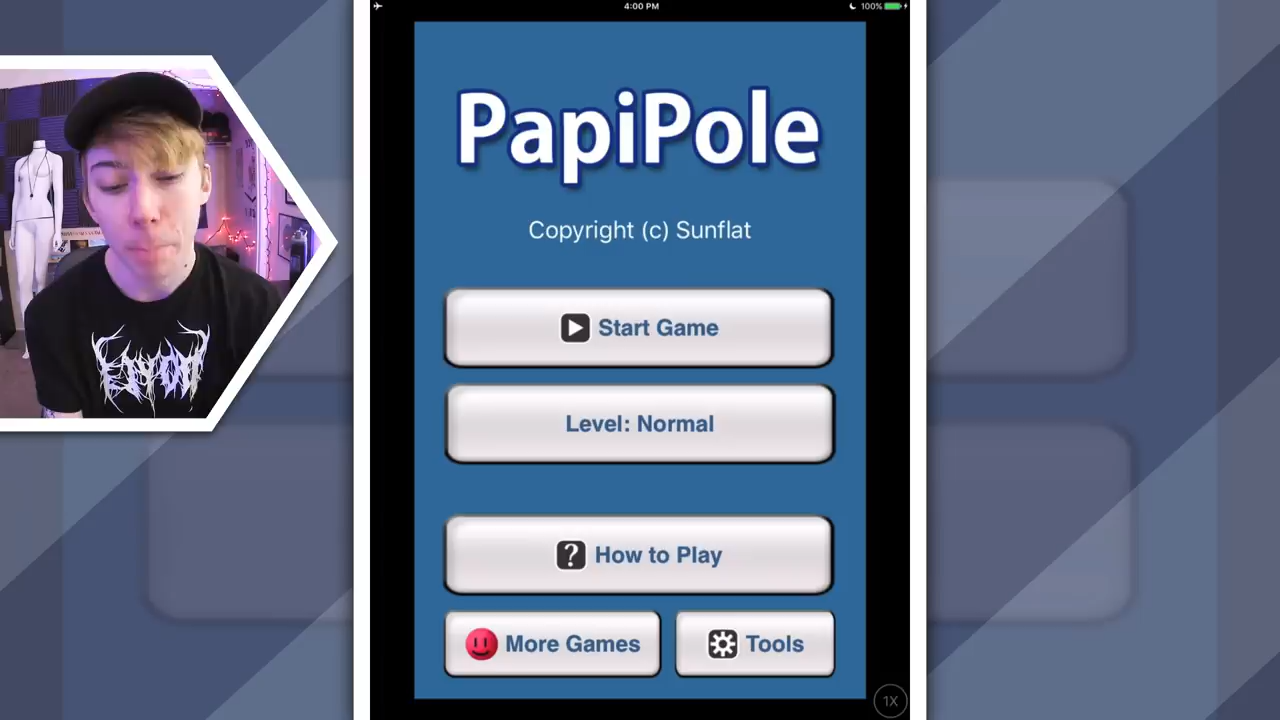 4:00 PM
100%
PapiPole
Copyright (c) Sunflat
Start Game
Level: Normal
? How to Play
More Games
Tools
1X